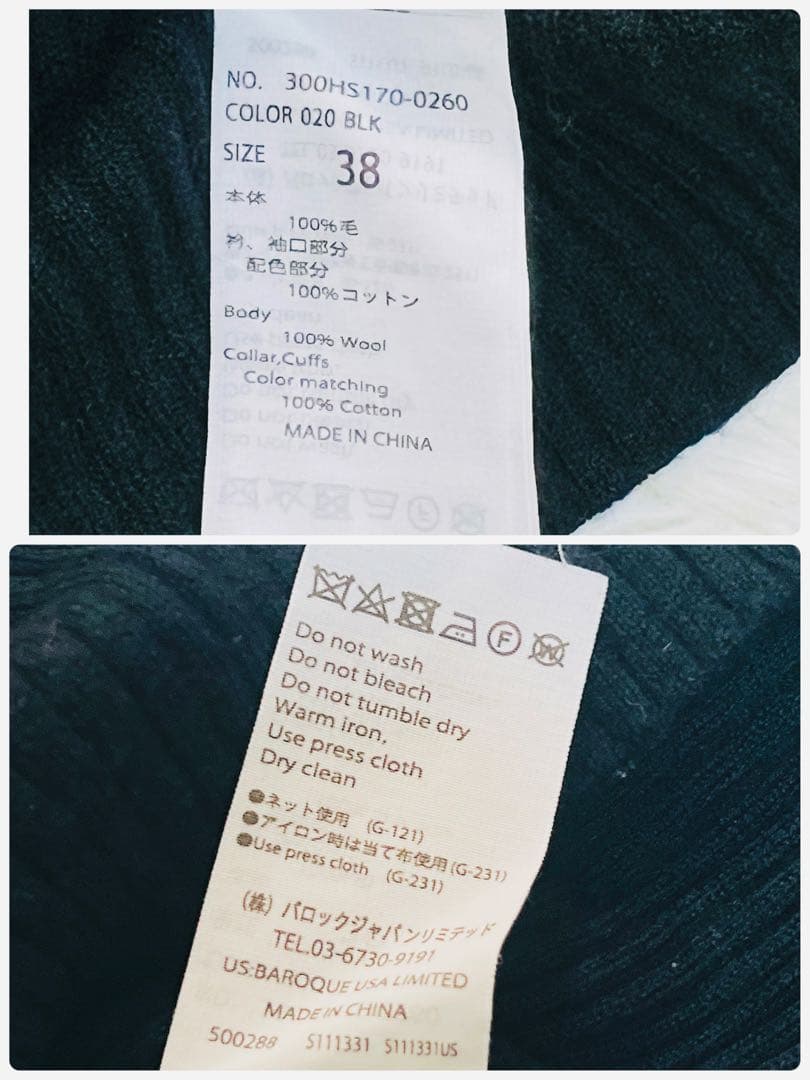 NO. 300HS170-0260
COLOR 020 BLK
SIZE 38
本体
100%毛
衿、袖口部分
配色部分
100%コットン
Body
100% Wool
Collar,Cuffs
Color matching
100% Cotton
MADE IN CHINA
F
W
Do not wash
Do not bleach
Do not tumble dry
Warm iron,
Use press cloth
Dry clean
●ネット使用 (G-121)
●アイロン時は当て布使用(G-231)
●Use press cloth (G-231)
(株) バロックジャパンリミテッド
TEL.03-6730-9191
US:BAROQUE USA LIMITED
MADE IN CHINA
500288 S111331 S111331US